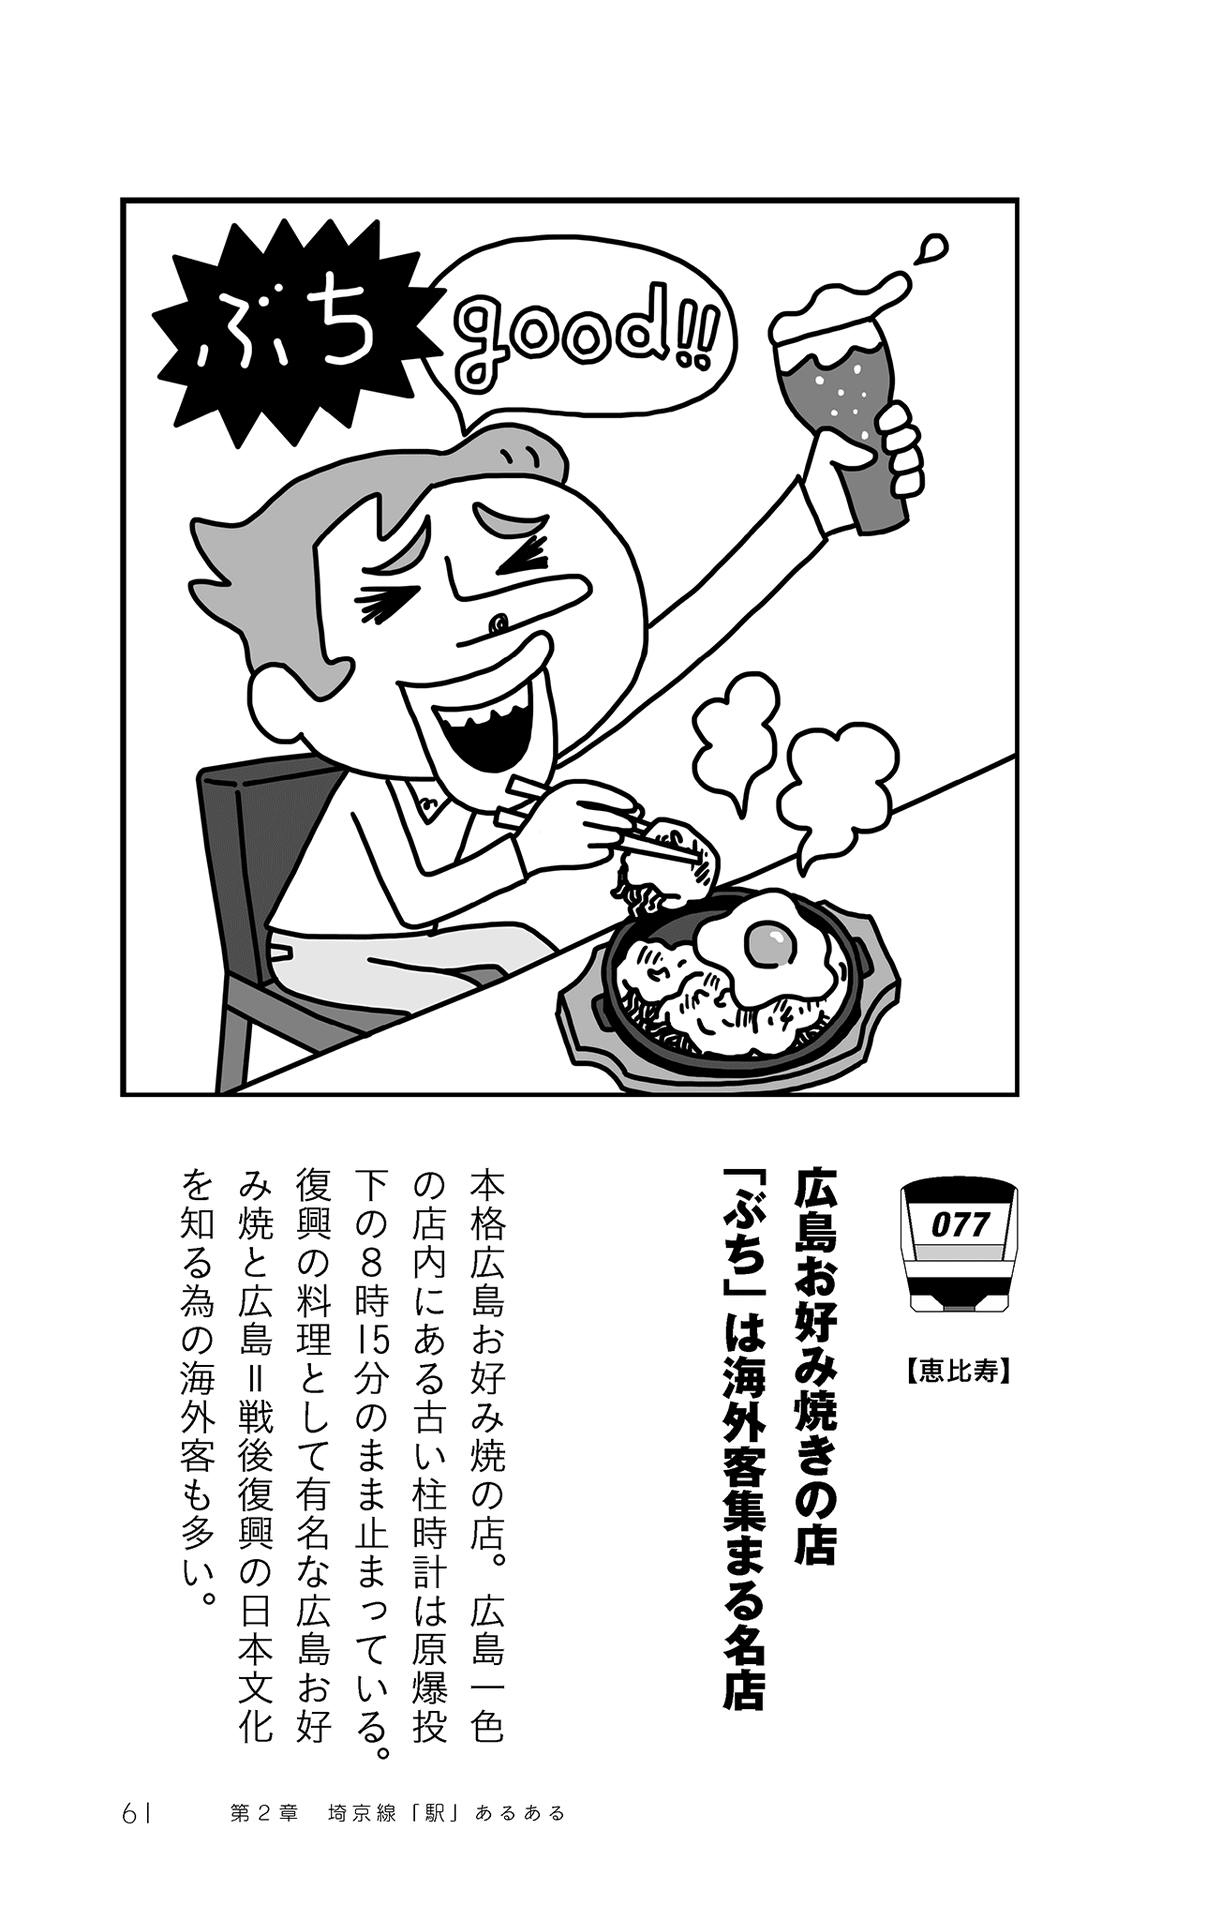 ぶち
good!!
077
【恵比寿】
広島お好み焼きの店
「ぶち」は海外客集まる名店
本格広島お好み焼の店。広島一色
の店内にある古い柱時計は原爆投
下の8時15分のまま止まっている。
復興の料理として有名な広島お好
み焼と広島=戦後復興の日本文化
を知る為の海外客も多い。
61
第2章 埼京線「駅」あるある